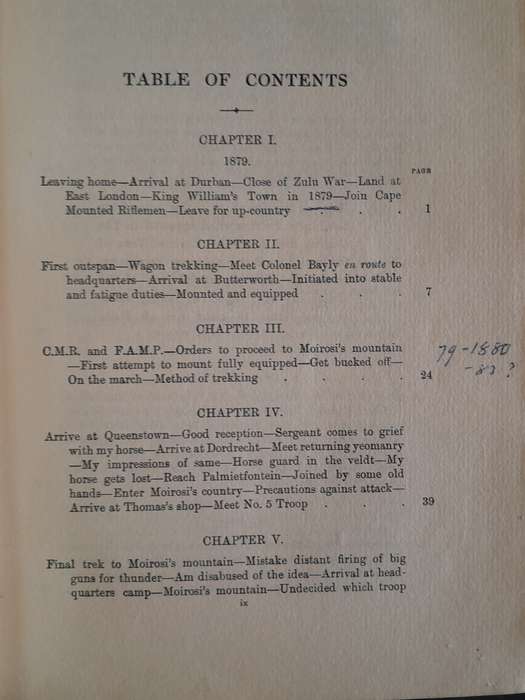 TABLE OF CONTENTS
CHAPTER I.
1879.
PAGE
Leaving home—Arrival at Durban—Close of Zulu War—Land at
East London—King William's Town in 1879—Join Cape
Mounted Riflemen—Leave for up-country . . 1
CHAPTER II.
First outspan—Wagon trekking—Meet Colonel Bayly en route to
headquarters—Arrival at Butterworth—Initiated into stable
and fatigue duties—Mounted and equipped . . . 7
CHAPTER III.
C.M.R. and F.A.M.P.—Orders to proceed to Moirosi's mountain
—First attempt to mount fully equipped—Get bucked off—
On the march—Method of trekking . . . . 24
79-1880
CHAPTER IV.
Arrive at Queenstown—Good reception—Sergeant comes to grief
with my horse—Arrive at Dordrecht—Meet returning yeomanry
—My impressions of same—Horse guard in the veldt—My
horse gets lost—Reach Palmietfontein—Joined by some old
hands—Enter Moirosi's country—Precautions against attack—
Arrive at Thomas's shop—Meet No. 5 Troop . . . 39
CHAPTER V.
Final trek to Moirosi's mountain—Mistake distant firing of big
guns for thunder—Am disabused of the idea—Arrival at head-
quarters camp—Moirosi's mountain—Undecided which troop
ix